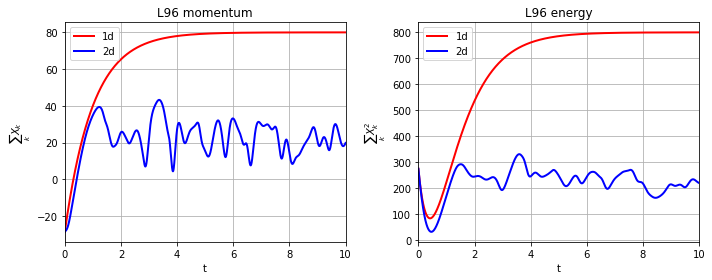 L96 momentum
1d
2d
80
60
40
20
0
−20
∑ X_k
k
0 2 4 6 8 10
t
L96 energy
1d
2d
800
700
600
500
400
300
200
100
0
∑ X_k^2
k
0 2 4 6 8 10
t